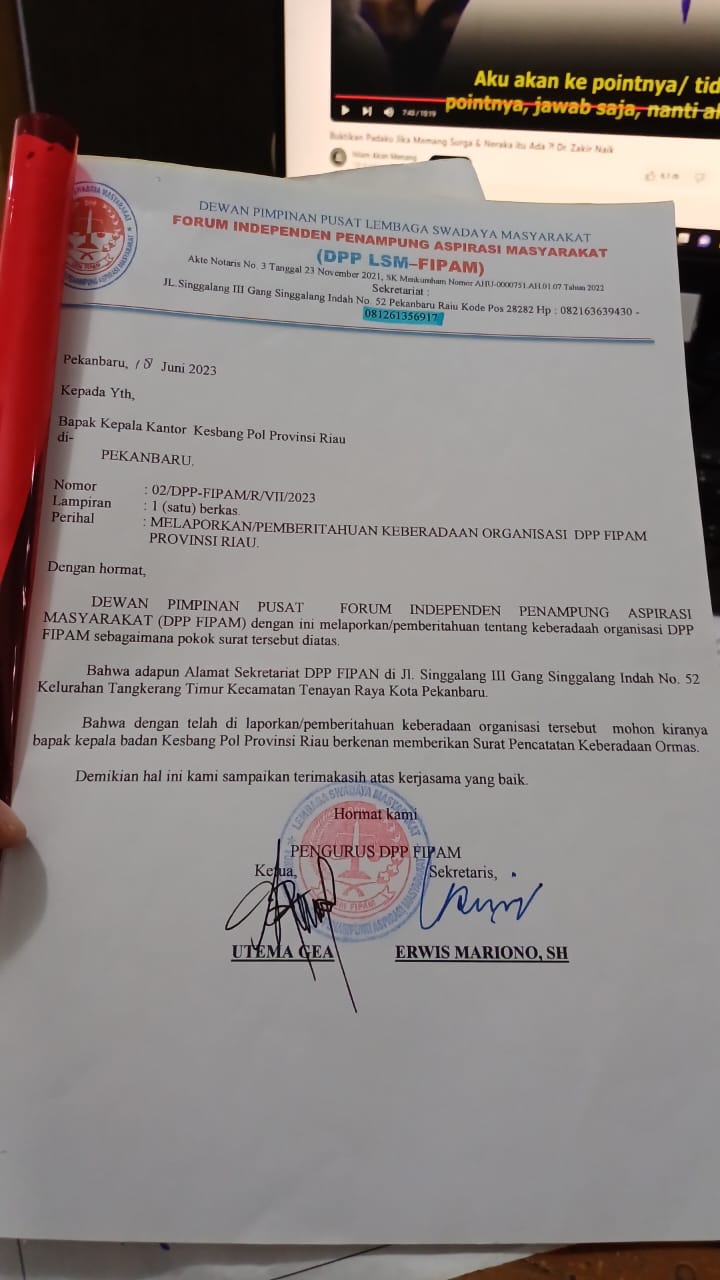 Aku akan ke pointnya/ tid
pointnya, jawab saja, nanti al
7:45 / 19:19
Buktikan Padaku Jika Memang Surga & Neraka itu Ada ?! Dr. Zakir Naik
Islam Akan Menang
DEWAN PIMPINAN PUSAT LEMBAGA SWADAYA MASYARAKAT
FORUM INDEPENDEN PENAMPUNG ASPIRASI MASYARAKAT
(DPP LSM–FIPAM)
Akte Notaris No. 3 Tanggal 23 November 2021, SK Menkumham Nomor AHU-0000751.AH.01.07 Tahun 2022
Sekretariat :
JL.Singgalang III Gang Singgalang Indah No. 52 Pekanbaru Raiu Kode Pos 28282 Hp : 082163639430 -
081261356917
Pekanbaru, 18 Juni 2023
Kepada Yth,
Bapak Kepala Kantor Kesbang Pol Provinsi Riau
di-
PEKANBARU.
Nomor : 02/DPP-FIPAM/R/VII/2023
Lampiran : 1 (satu) berkas.
Perihal : MELAPORKAN/PEMBERITAHUAN KEBERADAAN ORGANISASI DPP FIPAM
PROVINSI RIAU.
Dengan hormat,
DEWAN PIMPINAN PUSAT FORUM INDEPENDEN PENAMPUNG ASPIRASI
MASYARAKAT (DPP FIPAM) dengan ini melaporkan/pemberitahuan tentang keberadaah organisasi DPP
FIPAM sebagaimana pokok surat tersebut diatas.
Bahwa adapun Alamat Sekretariat DPP FIPAN di Jl. Singgalang III Gang Singgalang Indah No. 52
Kelurahan Tangkerang Timur Kecamatan Tenayan Raya Kota Pekanbaru.
Bahwa dengan telah di laporkan/pemberitahuan keberadaan organisasi tersebut mohon kiranya
bapak kepala badan Kesbang Pol Provinsi Riau berkenan memberikan Surat Pencatatan Keberadaan Ormas.
Demikian hal ini kami sampaikan terimakasih atas kerjasama yang baik.
Hormat kami
PENGURUS DPP FIPAM
Ketua, Sekretaris,
LEMBAGA SWADAYA MASYARAKAT
UTEMA GEA ERWIS MARIONO, SH